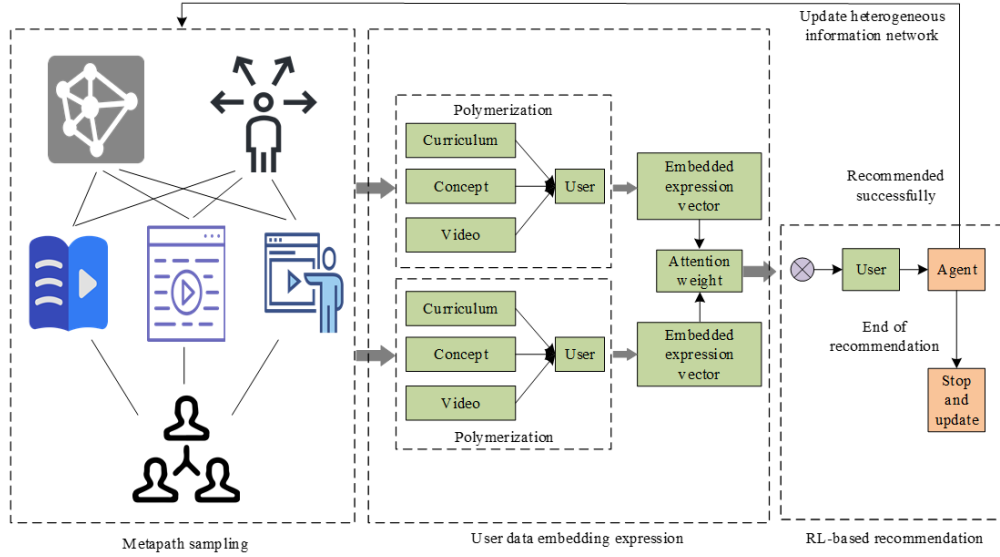 Update heterogeneous
information network
Polymerization
Curriculum
Concept
Video
User
Embedded
expression
vector
Attention
weight
Curriculum
Concept
Video
User
Embedded
expression
vector
Polymerization
Recommended
successfully
User
Agent
End of
recommendation
Stop
and
update
Metapath sampling
User data embedding expression
RL-based recommendation